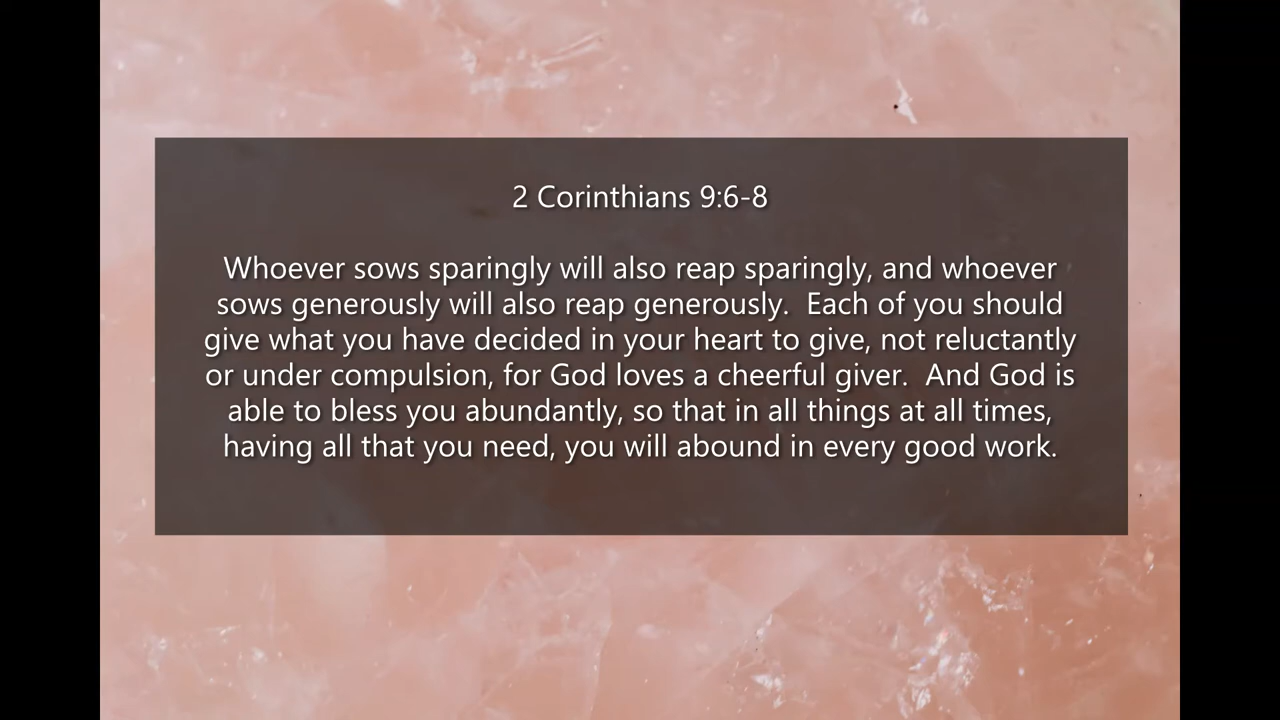 2 Corinthians 9:6-8
Whoever sows sparingly will also reap sparingly, and whoever
sows generously will also reap generously.  Each of you should
give what you have decided in your heart to give, not reluctantly
or under compulsion, for God loves a cheerful giver.  And God is
able to bless you abundantly, so that in all things at all times,
having all that you need, you will abound in every good work.